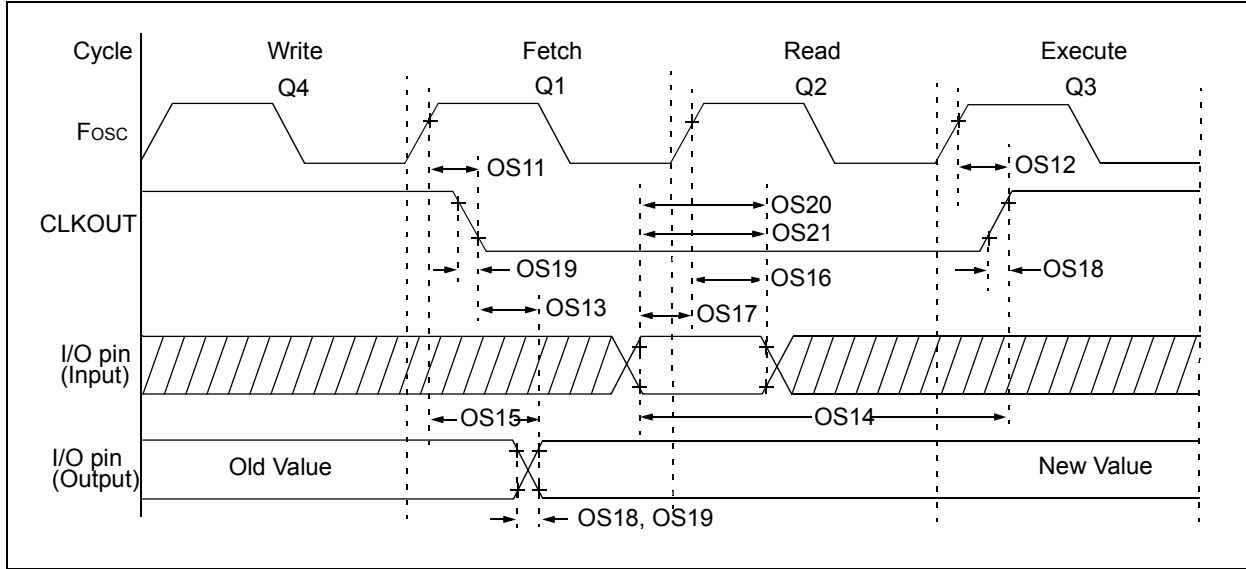 Cycle Write Fetch Read Execute
Q4 Q1 Q2 Q3
Fosc
OS11 OS12
CLKOUT
OS20
OS21
OS19 OS16 OS18
OS13 OS17
I/O pin
(Input)
OS15 OS14
I/O pin
(Output)
Old Value New Value
OS18, OS19